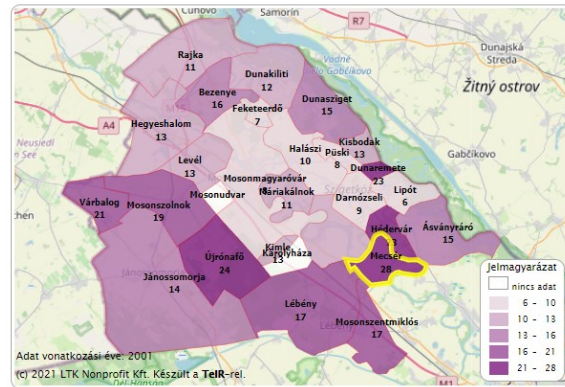 Cunovo
Šamorín
R7
Rajka
11
Vodné
Dunajská
Streda
Dunakiliti
12
Bezenye
16
Gabčíkovo
Feketeerdő
7
Dunasziget
15
Žitný ostrov
A4
Hegyeshalom
13
Kisbodak
13
Halászi
10
Püski
8
Gabčíkovo
Levél
13
Dunaremete
23
Mosonmagyaróvár
Mosonudvar
Máriakálnok
11
Lipót
6
Várbalog
21
Mosonszolnok
19
Darnózseli
9
Hédervár
Ásványráró
15
Kimle
13
Károlyháza
Mecsér
28
Újrónafő
24
Jánossomorja
14
Lébény
17
Mosonszentmiklós
17
M1
Jelmagyarázat
nincs adat
6 - 10
10 - 13
13 - 16
16 - 21
21 - 28
Adat vonatkozási éve: 2001
(c) 2021 LTK Nonprofit Kft. Készült a TeIR-rel.